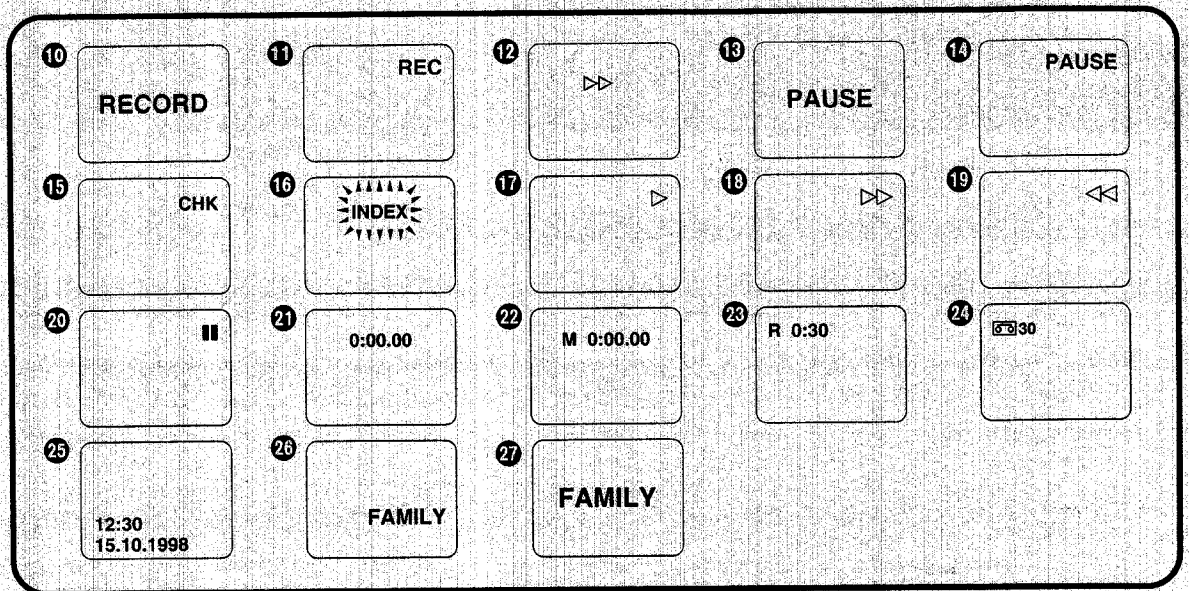 10 RECORD
11 REC
12 ▷▷
13 PAUSE
14 PAUSE
15 CHK
16 INDEX
17 ▷
18 ▷▷
19 ◁◁
20 ▮▮
21 0:00.00
22 M 0:00.00
23 R 0:30
24 30
25 12:30
15.10.1998
26 FAMILY
27 FAMILY